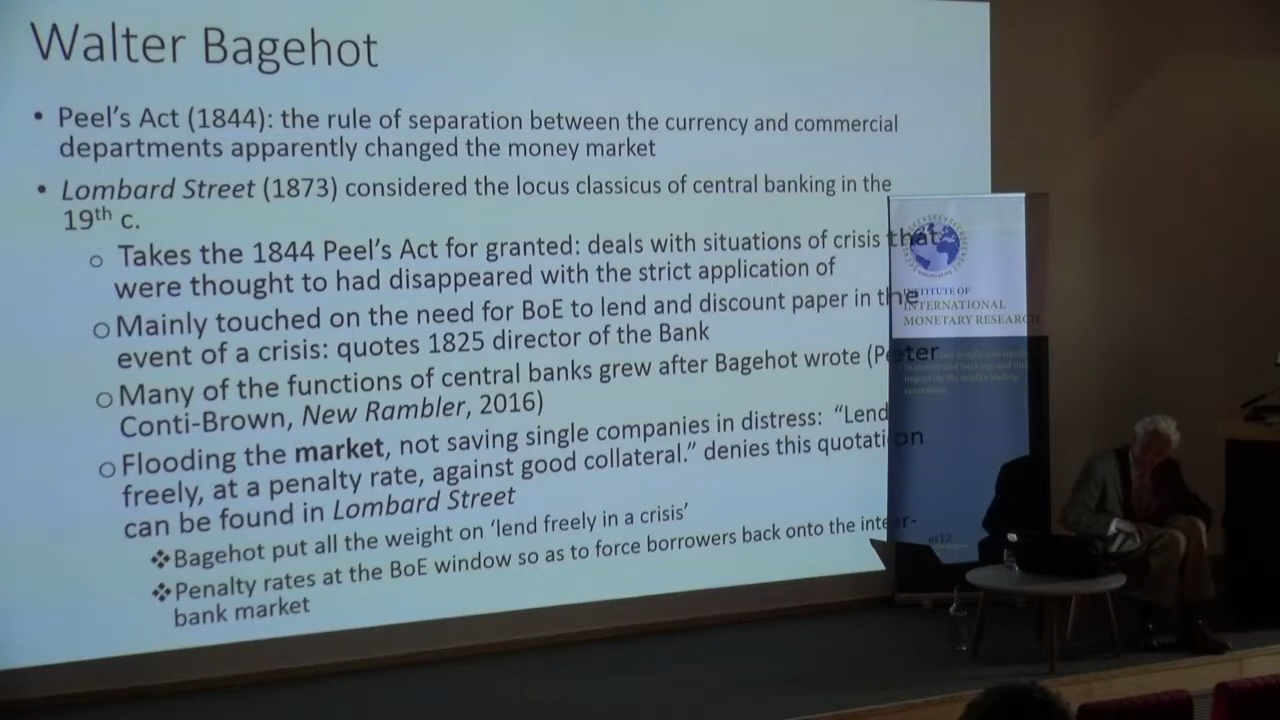 Walter Bagehot
• Peel's Act (1844): the rule of separation between the currency and commercial
departments apparently changed the money market
• Lombard Street (1873) considered the locus classicus of central banking in the
19th c.
o Takes the 1844 Peel's Act for granted: deals with situations of crisis that
were thought to had disappeared with the strict application of
o Mainly touched on the need for BoE to lend and discount paper in the
event of a crisis: quotes 1825 director of the Bank
o Many of the functions of central banks grew after Bagehot wrote (Peter
Conti-Brown, New Rambler, 2016)
o Flooding the market, not saving single companies in distress: “Lend
freely, at a penalty rate, against good collateral.” denies this quotation
can be found in Lombard Street
❖ Bagehot put all the weight on ‘lend freely in a crisis’
❖ Penalty rates at the BoE window so as to force borrowers back onto the inter-
bank market
INSTITUTE OF
INTERNATIONAL
MONETARY RESEARCH